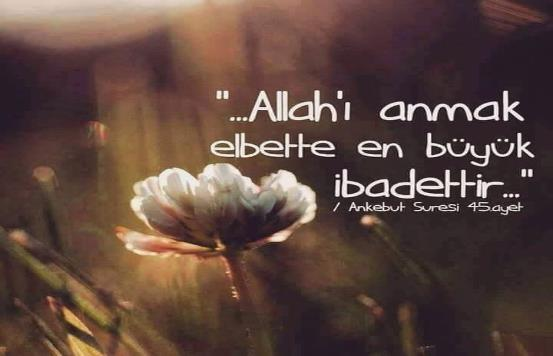 "...Allah'ı anmak
elbette en büyük
ibadettir..."
/ Ankebut Suresi 45.ayet